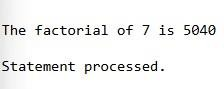 The factorial of 7 is 5040
Statement processed.